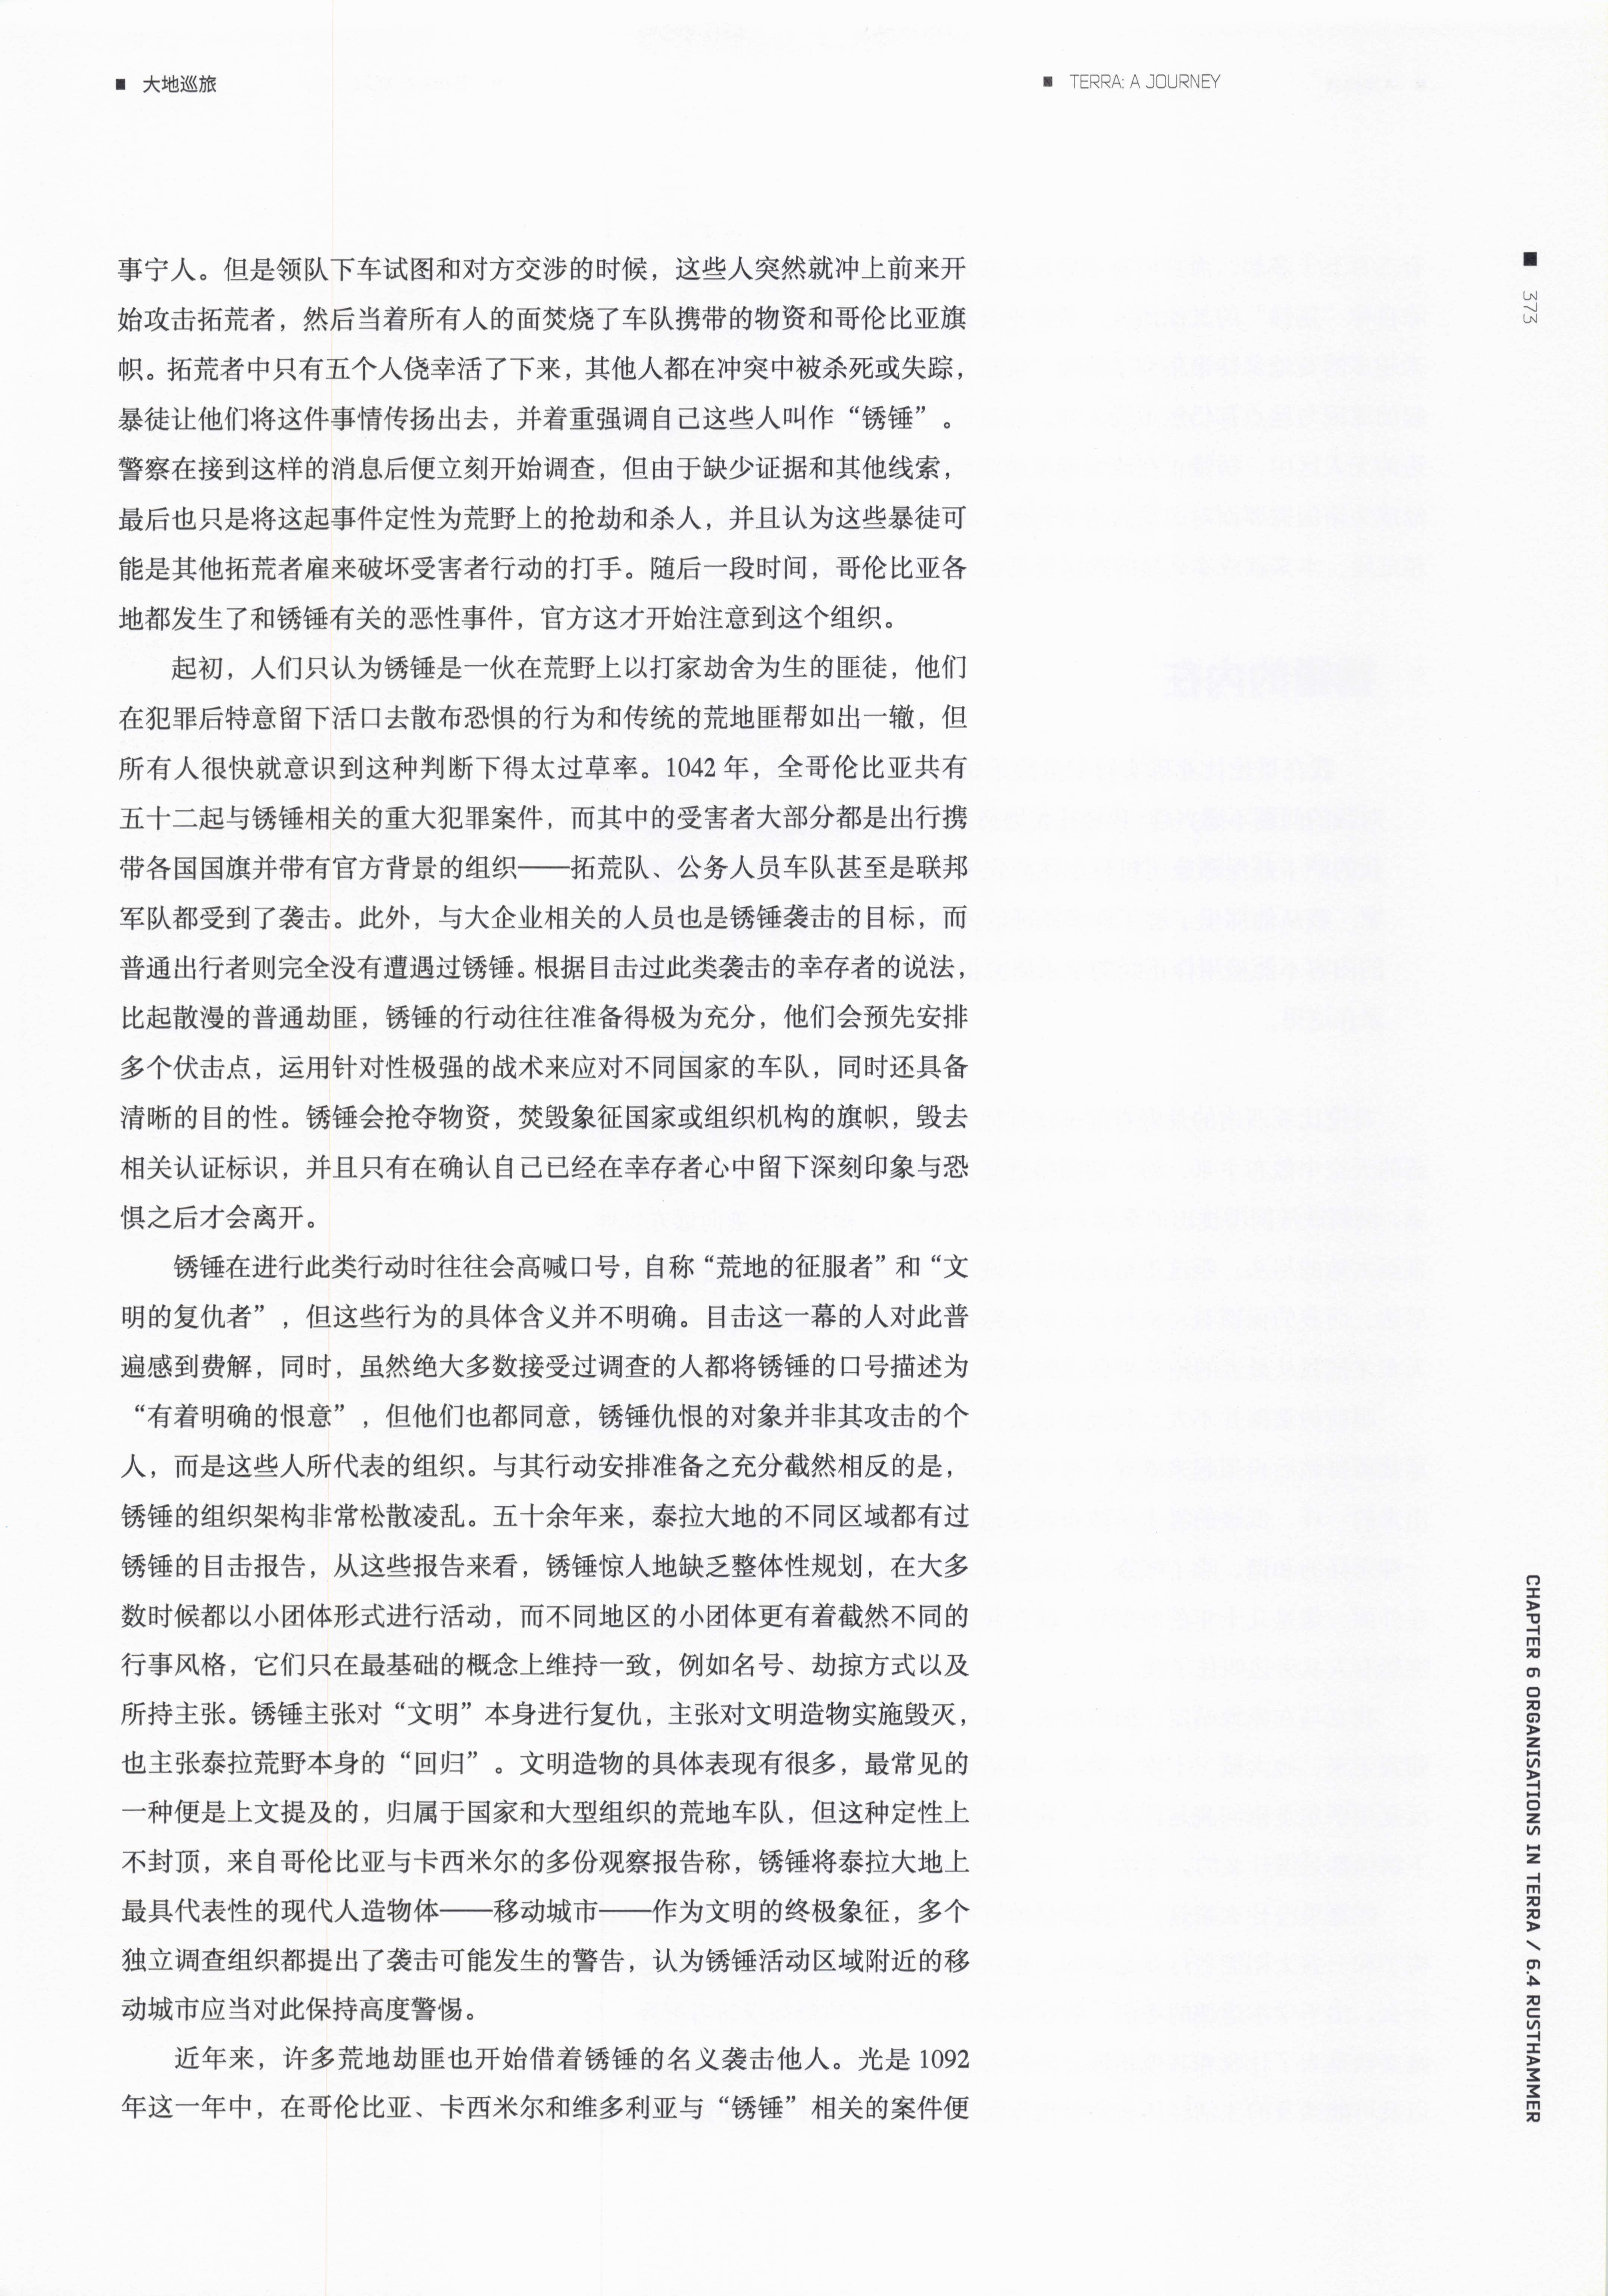 ■ 大地巡旅
■ TERRA: A JOURNEY
■ 373
事宁人。但是领队下车试图和对方交涉的时候，这些人突然就冲上前来开
始攻击拓荒者，然后当着所有人的面焚烧了车队携带的物资和哥伦比亚旗
帜。拓荒者中只有五个人侥幸活了下来，其他人都在冲突中被杀死或失踪，
暴徒让他们将这件事情传扬出去，并着重强调自己这些人叫作“锈锤”。
警察在接到这样的消息后便立刻开始调查，但由于缺少证据和其他线索，
最后也只是将这起事件定性为荒野上的抢劫和杀人，并且认为这些暴徒可
能是其他拓荒者雇来破坏受害者行动的打手。随后一段时间，哥伦比亚各
地都发生了和锈锤有关的恶性事件，官方这才开始注意到这个组织。
起初，人们只认为锈锤是一伙在荒野上以打家劫舍为生的匪徒，他们
在犯罪后特意留下活口去散布恐惧的行为和传统的荒地匪帮如出一辙，但
所有人很快就意识到这种判断下得太过草率。1042 年，全哥伦比亚共有
五十二起与锈锤相关的重大犯罪案件，而其中的受害者大部分都是出行携
带各国国旗并带有官方背景的组织——拓荒队、公务人员车队甚至是联邦
军队都受到了袭击。此外，与大企业相关的人员也是锈锤袭击的目标，而
普通出行者则完全没有遭遇过锈锤。根据目击过此类袭击的幸存者的说法，
比起散漫的普通劫匪，锈锤的行动往往准备得极为充分，他们会预先安排
多个伏击点，运用针对性极强的战术来应对不同国家的车队，同时还具备
清晰的目的性。锈锤会抢夺物资，焚毁象征国家或组织机构的旗帜，毁去
相关认证标识，并且只有在确认自己已经在幸存者心中留下深刻印象与恐
惧之后才会离开。
锈锤在进行此类行动时往往会高喊口号，自称“荒地的征服者”和“文
明的复仇者”，但这些行为的具体含义并不明确。目击这一幕的人对此普
遍感到费解，同时，虽然绝大多数接受过调查的人都将锈锤的口号描述为
“有着明确的恨意”，但他们也都同意，锈锤仇恨的对象并非其攻击的个
人，而是这些人所代表的组织。与其行动安排准备之充分截然相反的是，
锈锤的组织架构非常松散凌乱。五十余年来，泰拉大地的不同区域都有过
锈锤的目击报告，从这些报告来看，锈锤惊人地缺乏整体性规划，在大多
数时候都以小团体形式进行活动，而不同地区的小团体更有着截然不同的
行事风格，它们只在最基础的概念上维持一致，例如名号、劫掠方式以及
所持主张。锈锤主张对“文明”本身进行复仇，主张对文明造物实施毁灭，
也主张泰拉荒野本身的“回归”。文明造物的具体表现有很多，最常见的
一种便是上文提及的，归属于国家和大型组织的荒地车队，但这种定性上
不封顶，来自哥伦比亚与卡西米尔的多份观察报告称，锈锤将泰拉大地上
最具代表性的现代人造物体——移动城市——作为文明的终极象征，多个
独立调查组织都提出了袭击可能发生的警告，认为锈锤活动区域附近的移
动城市应当对此保持高度警惕。
近年来，许多荒地劫匪也开始借着锈锤的名义袭击他人。光是 1092
年这一年中，在哥伦比亚、卡西米尔和维多利亚与“锈锤”相关的案件便
CHAPTER 6 ORGANISATIONS IN TERRA / 6.4 RUSTHAMMER